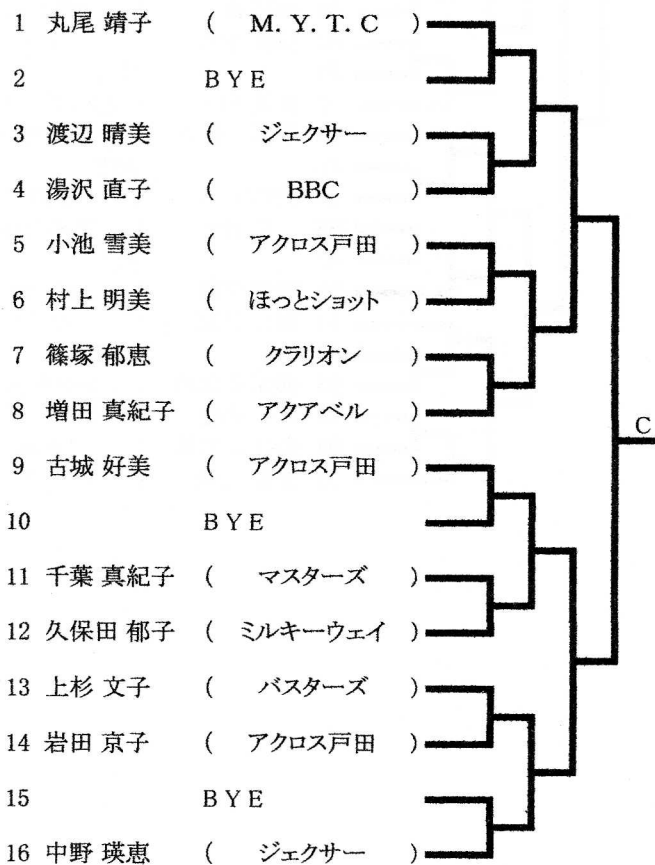 1 丸尾 靖子 ( M. Y. T. C )
2 BYE
3 渡辺 晴美 ( ジェクサー )
4 湯沢 直子 ( BBC )
5 小池 雪美 ( アクロス戸田 )
6 村上 明美 ( ほっとショット )
7 篠塚 郁恵 ( クラリオン )
8 増田 真紀子 ( アクアベル )
C
9 古城 好美 ( アクロス戸田 )
10 BYE
11 千葉 真紀子 ( マスターズ )
12 久保田 郁子 ( ミルキーウェイ )
13 上杉 文子 ( バスターズ )
14 岩田 京子 ( アクロス戸田 )
15 BYE
16 中野 瑛恵 ( ジェクサー )